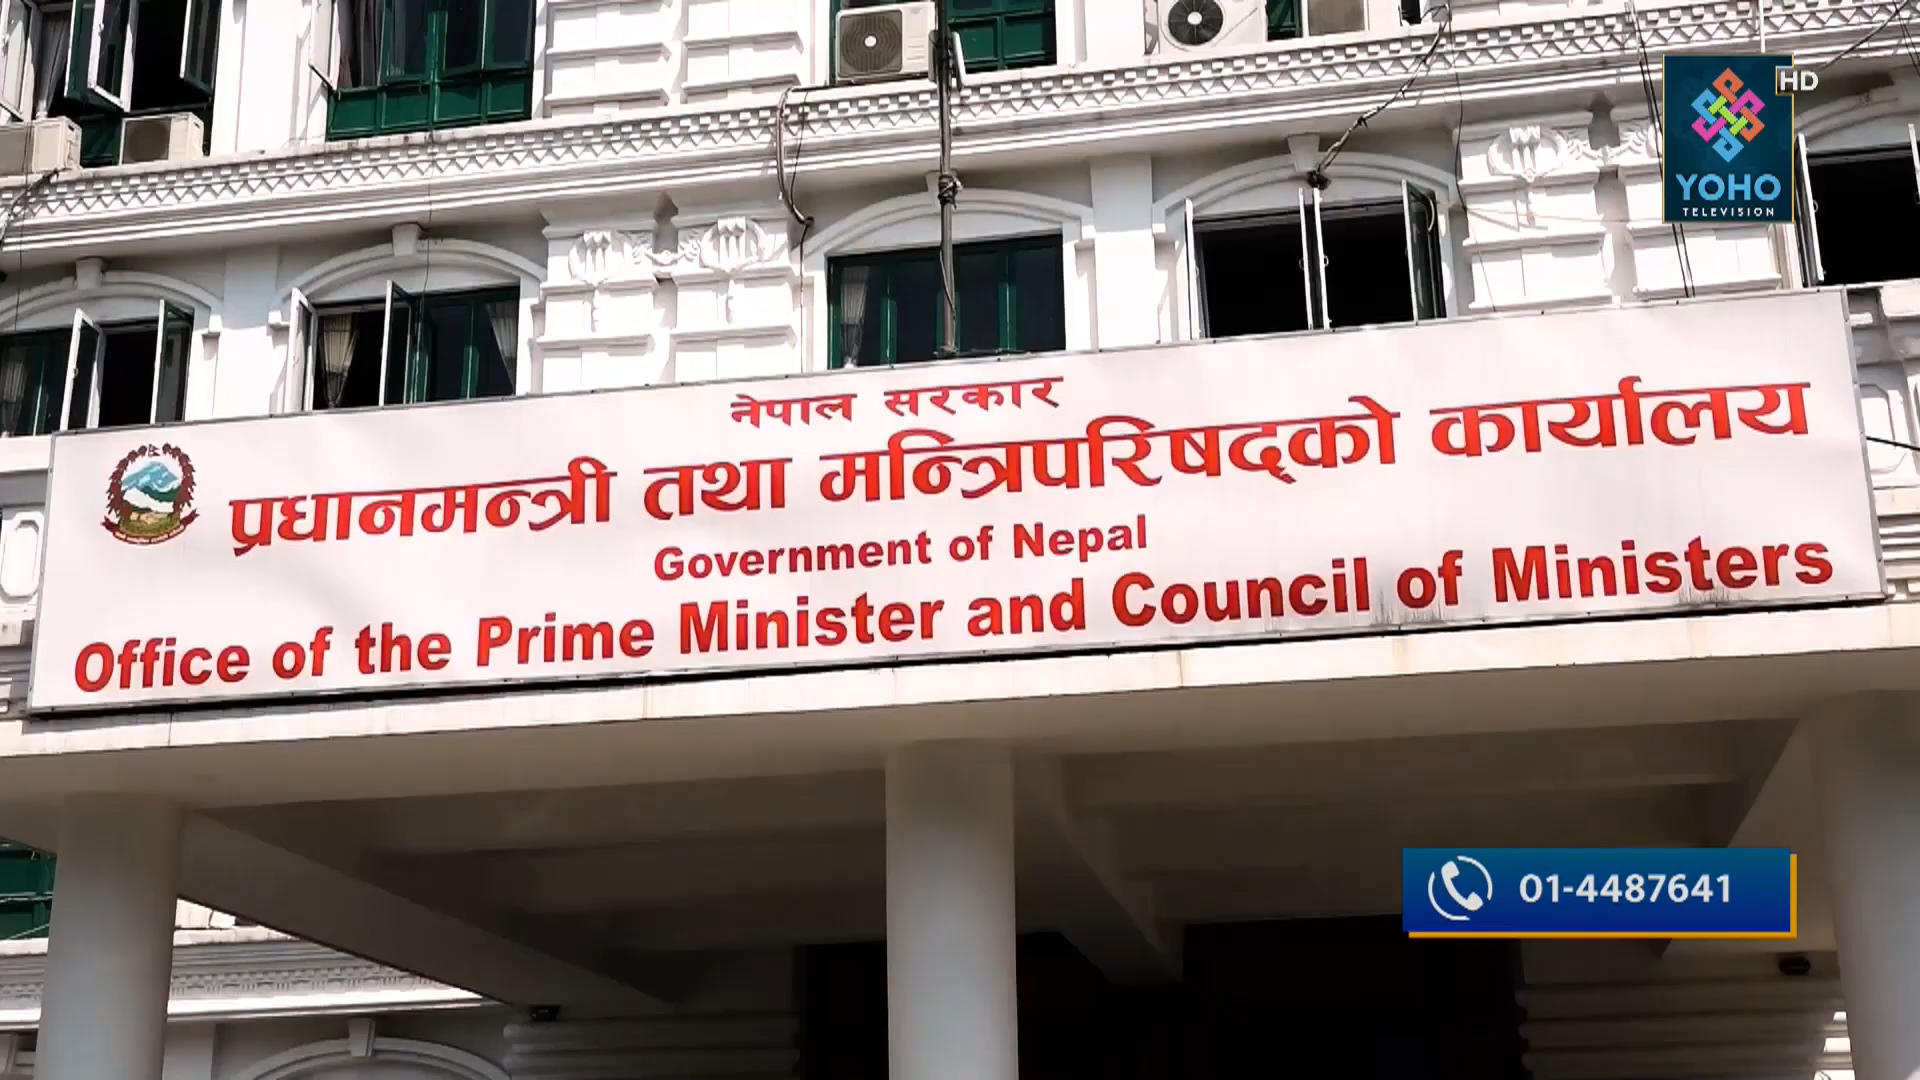 HD
YOHO
TELEVISION
नेपाल सरकार
प्रधानमन्त्री तथा मन्त्रिपरिषद्को कार्यालय
Government of Nepal
Office of the Prime Minister and Council of Ministers
01-4487641